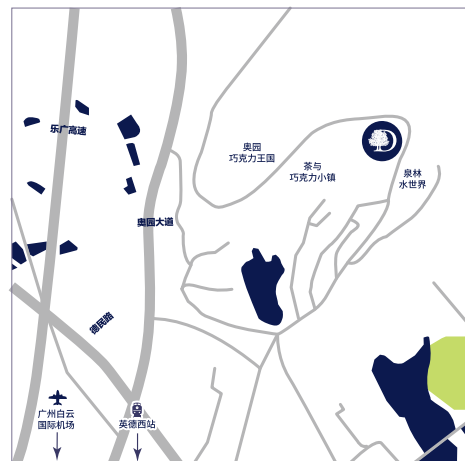 乐广高速
奥园
巧克力王国
茶与
巧克力小镇
泉林
水世界
奥园大道
德民路
广州白云
国际机场
英德西站